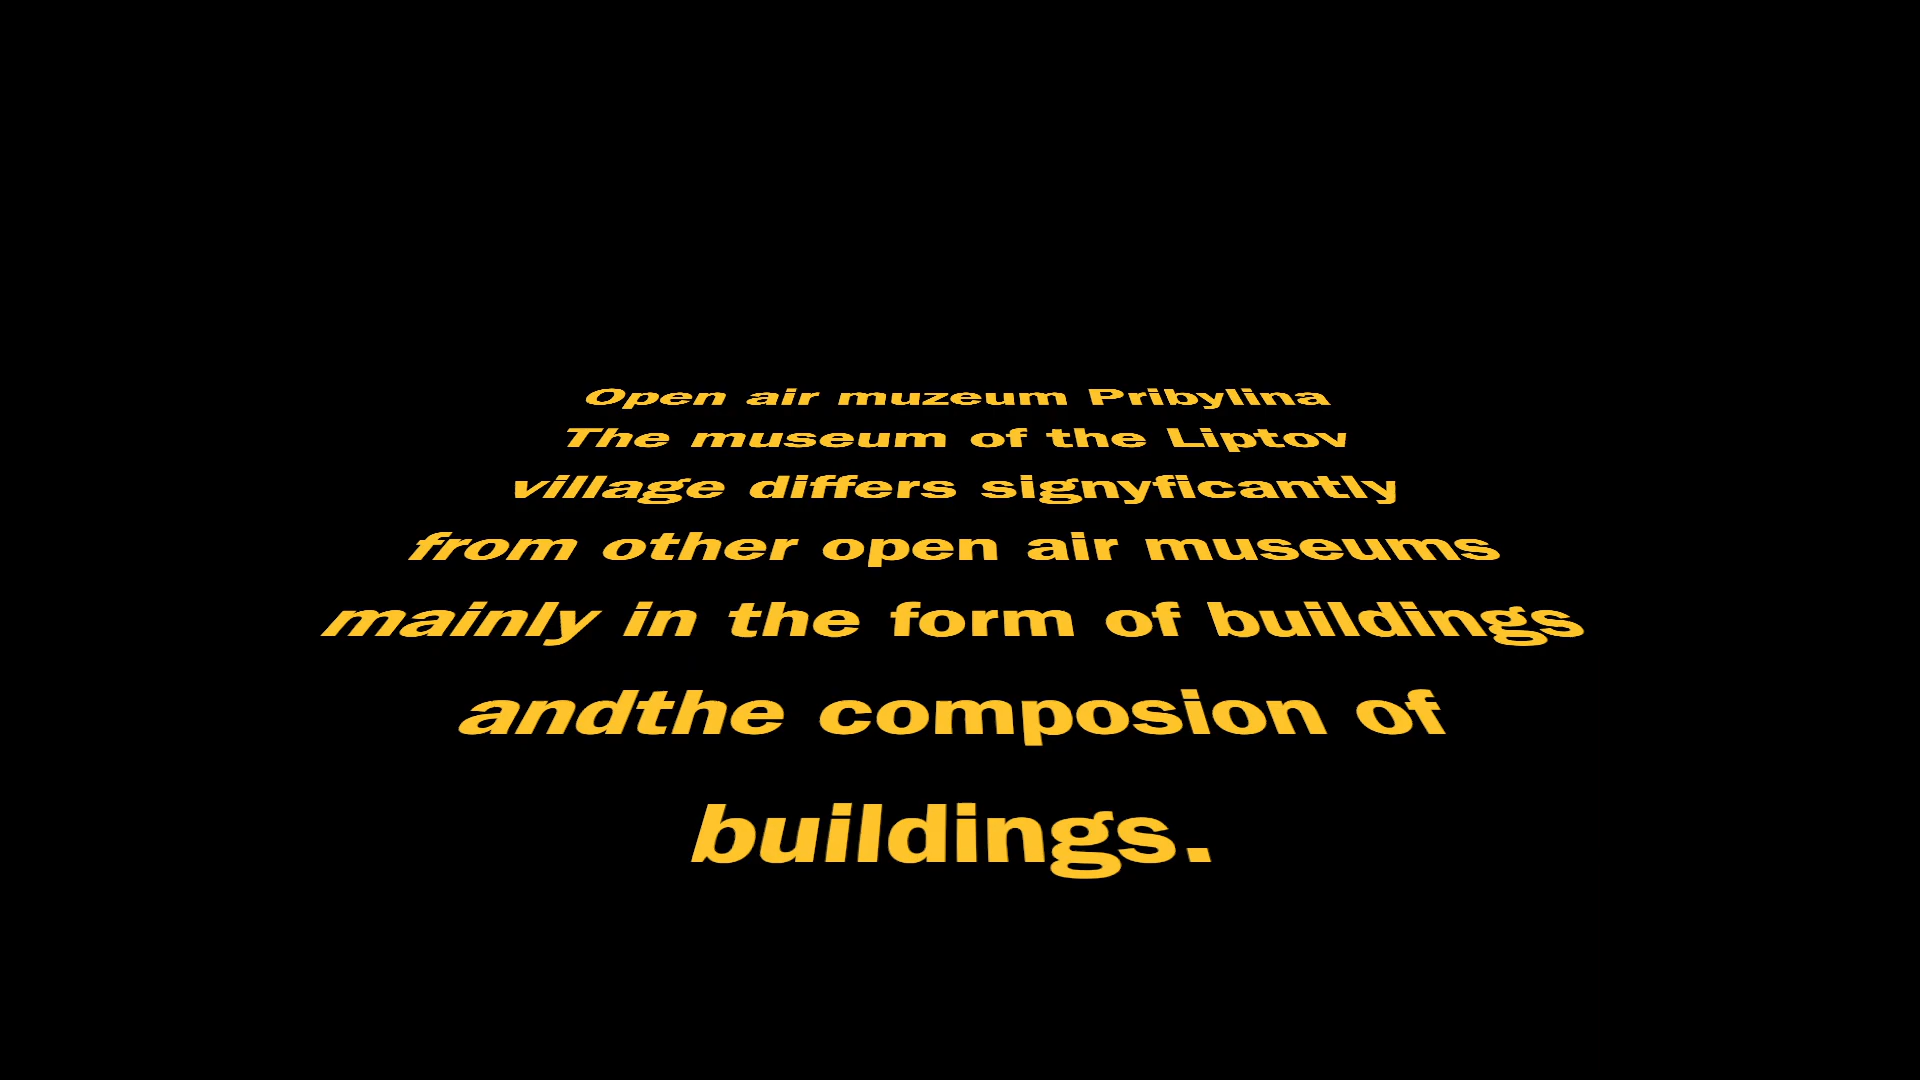 Open air muzeum Pribylina
The museum of the Liptov
village differs signyficantly
from other open air museums
mainly in the form of buildings
andthe composion of
buildings.